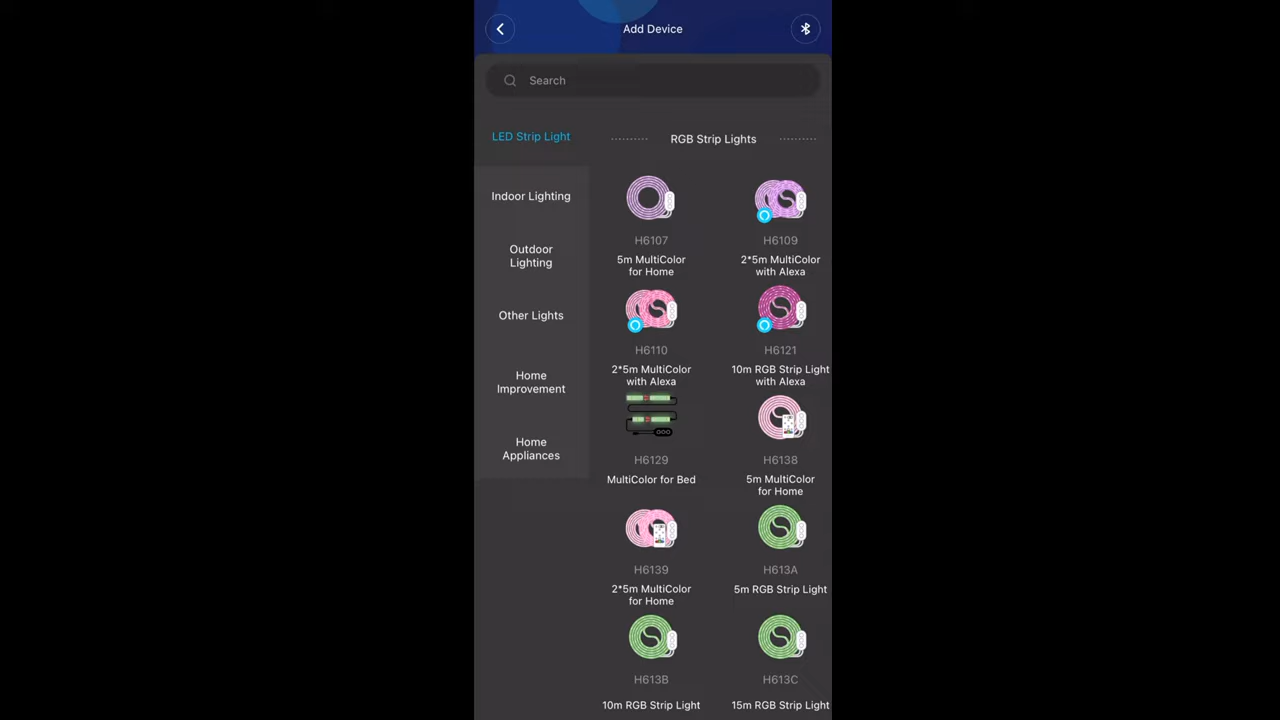 Add Device
Search
LED Strip Light
Indoor Lighting
Outdoor
Lighting
Other Lights
Home
Improvement
Home
Appliances
RGB Strip Lights
H6107
5m MultiColor
for Home
H6109
2*5m MultiColor
with Alexa
H6110
2*5m MultiColor
with Alexa
H6121
10m RGB Strip Light
with Alexa
H6129
MultiColor for Bed
H6138
5m MultiColor
for Home
H6139
2*5m MultiColor
for Home
H613A
5m RGB Strip Light
H613B
10m RGB Strip Light
H613C
15m RGB Strip Light